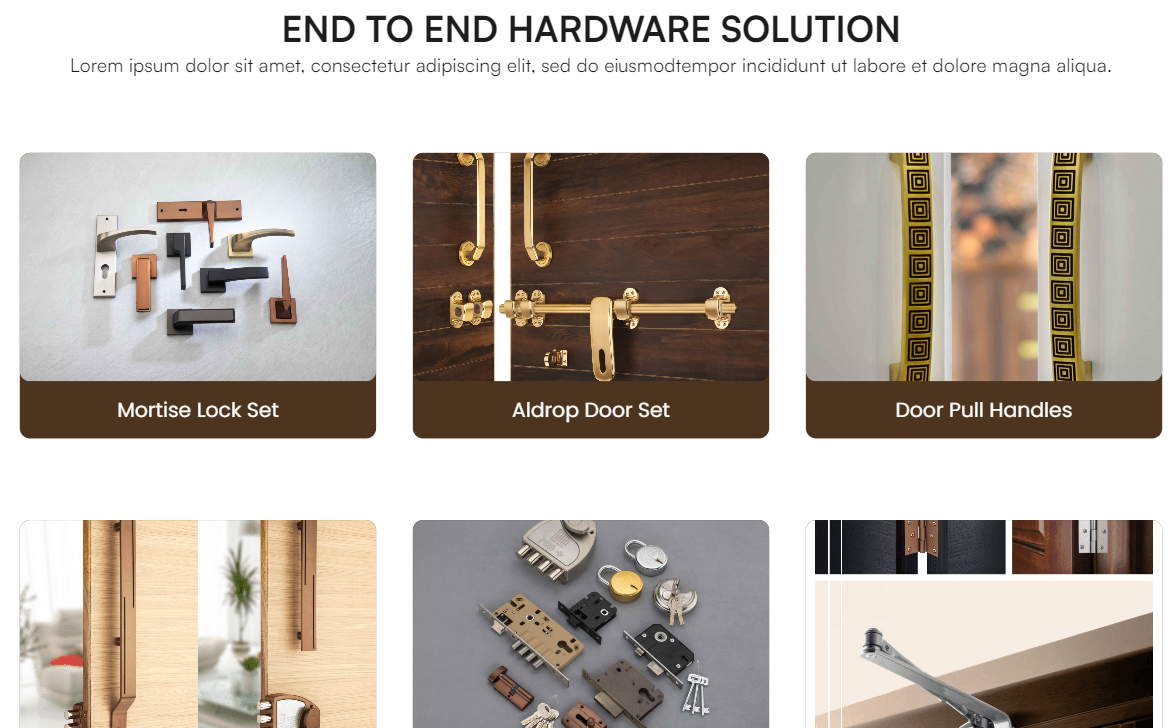 END TO END HARDWARE SOLUTION
Lorem ipsum dolor sit amet, consectetur adipiscing elit, sed do eiusmodtempor incididunt ut labore et dolore magna aliqua.
Mortise Lock Set
Aldrop Door Set
Door Pull Handles